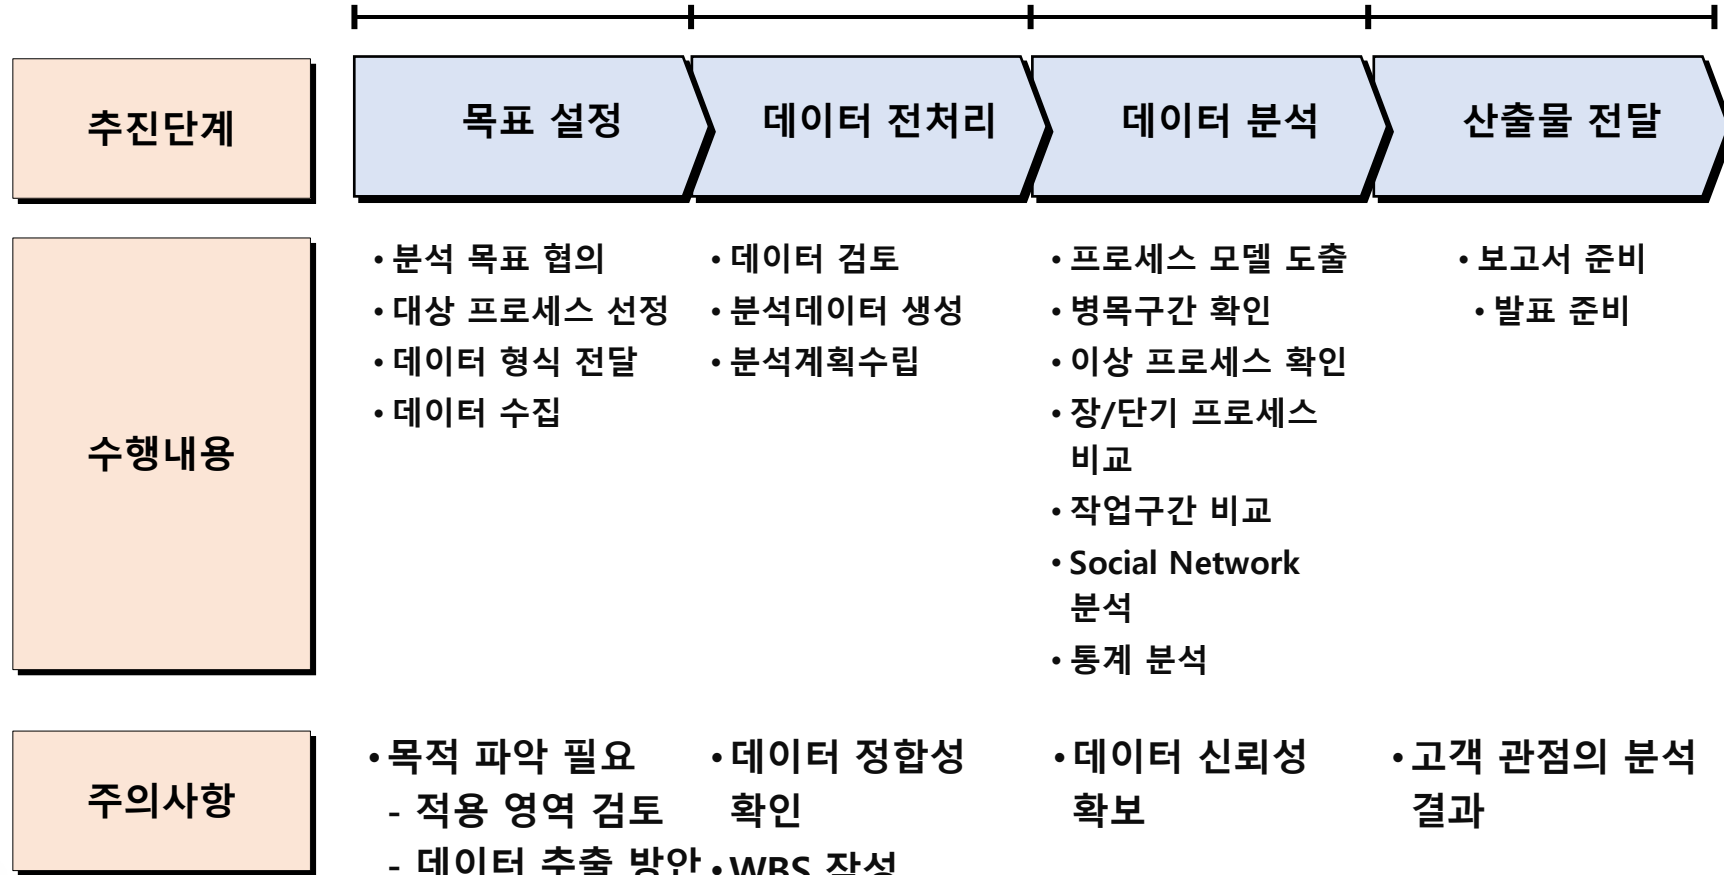 추진단계
목표 설정
데이터 전처리
데이터 분석
산출물 전달
수행내용
• 분석 목표 협의
• 대상 프로세스 선정
• 데이터 형식 전달
• 데이터 수집
• 데이터 검토
• 분석데이터 생성
• 분석계획수립
• 프로세스 모델 도출
• 병목구간 확인
• 이상 프로세스 확인
• 장/단기 프로세스
비교
• 작업구간 비교
• Social Network
분석
• 통계 분석
• 보고서 준비
• 발표 준비
주의사항
• 목적 파악 필요
- 적용 영역 검토
- 데이터 추출 방안
• 데이터 정합성
확인
• WBS 작성
• 데이터 신뢰성
확보
• 고객 관점의 분석
결과